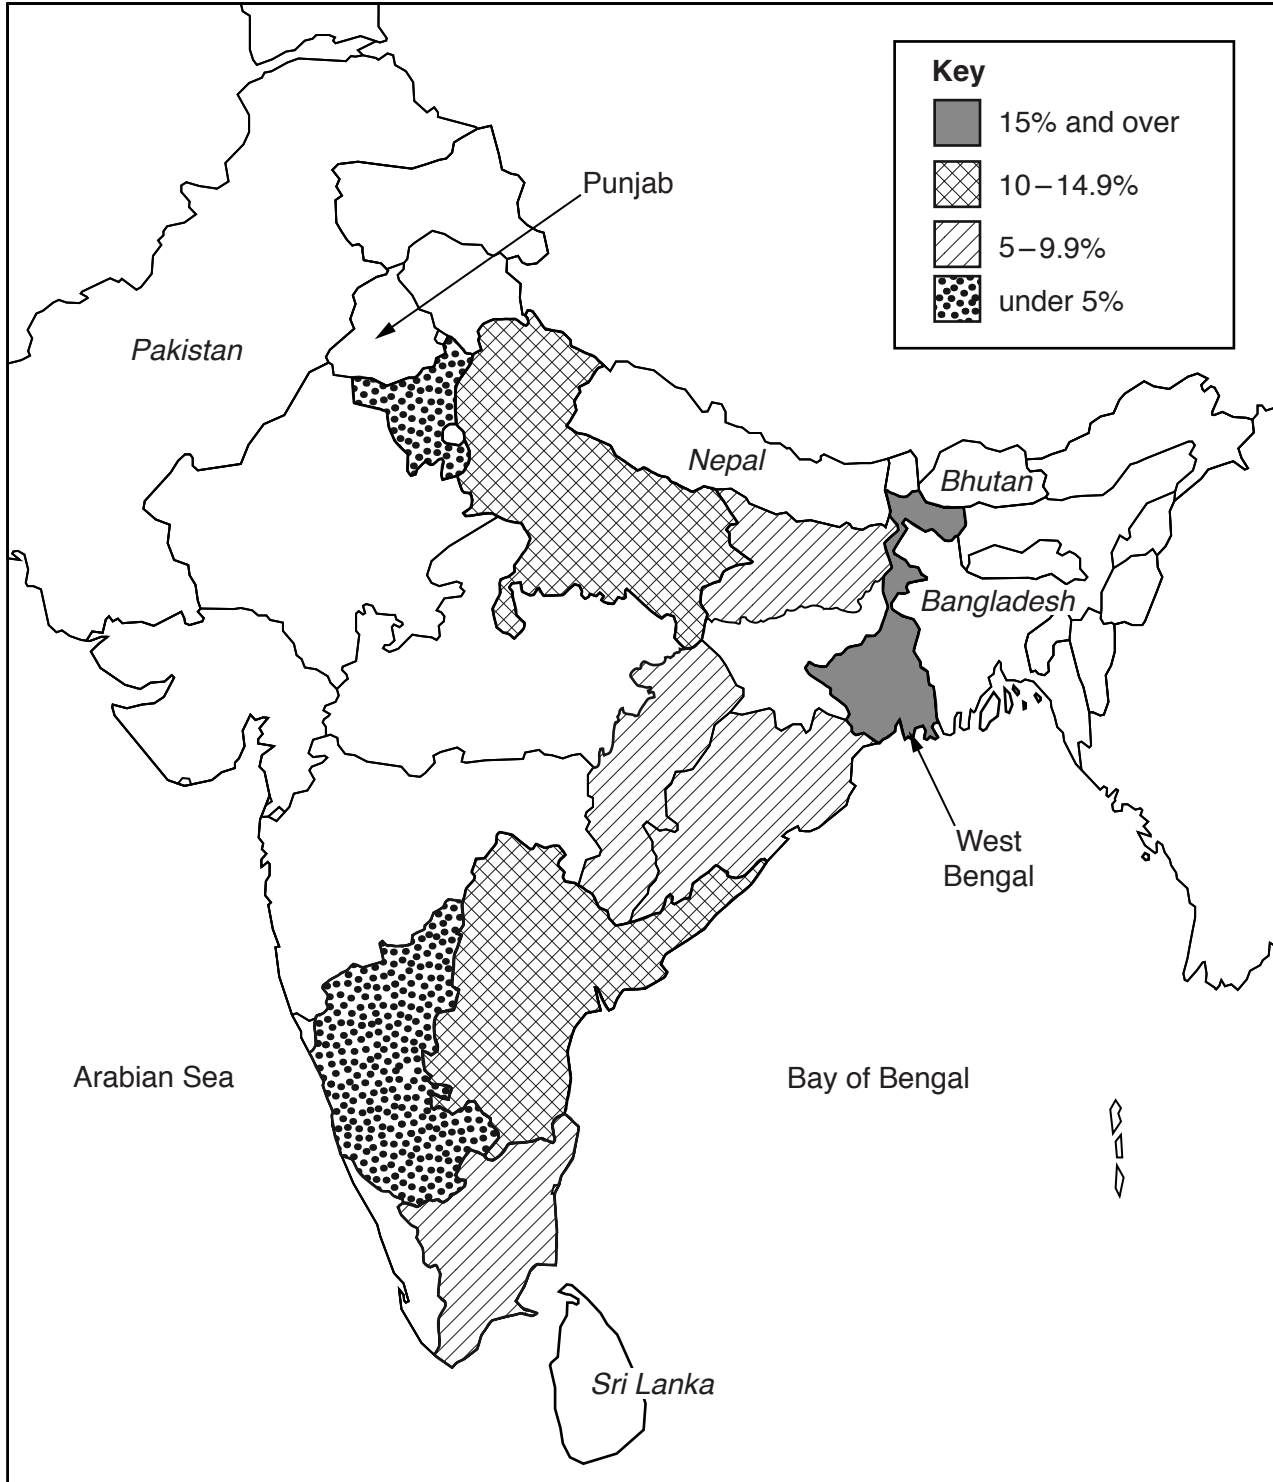 Key
15% and over
10–14.9%
5–9.9%
under 5%
Punjab
Pakistan
Nepal
Bhutan
Bangladesh
West
Bengal
Arabian Sea
Bay of Bengal
Sri Lanka